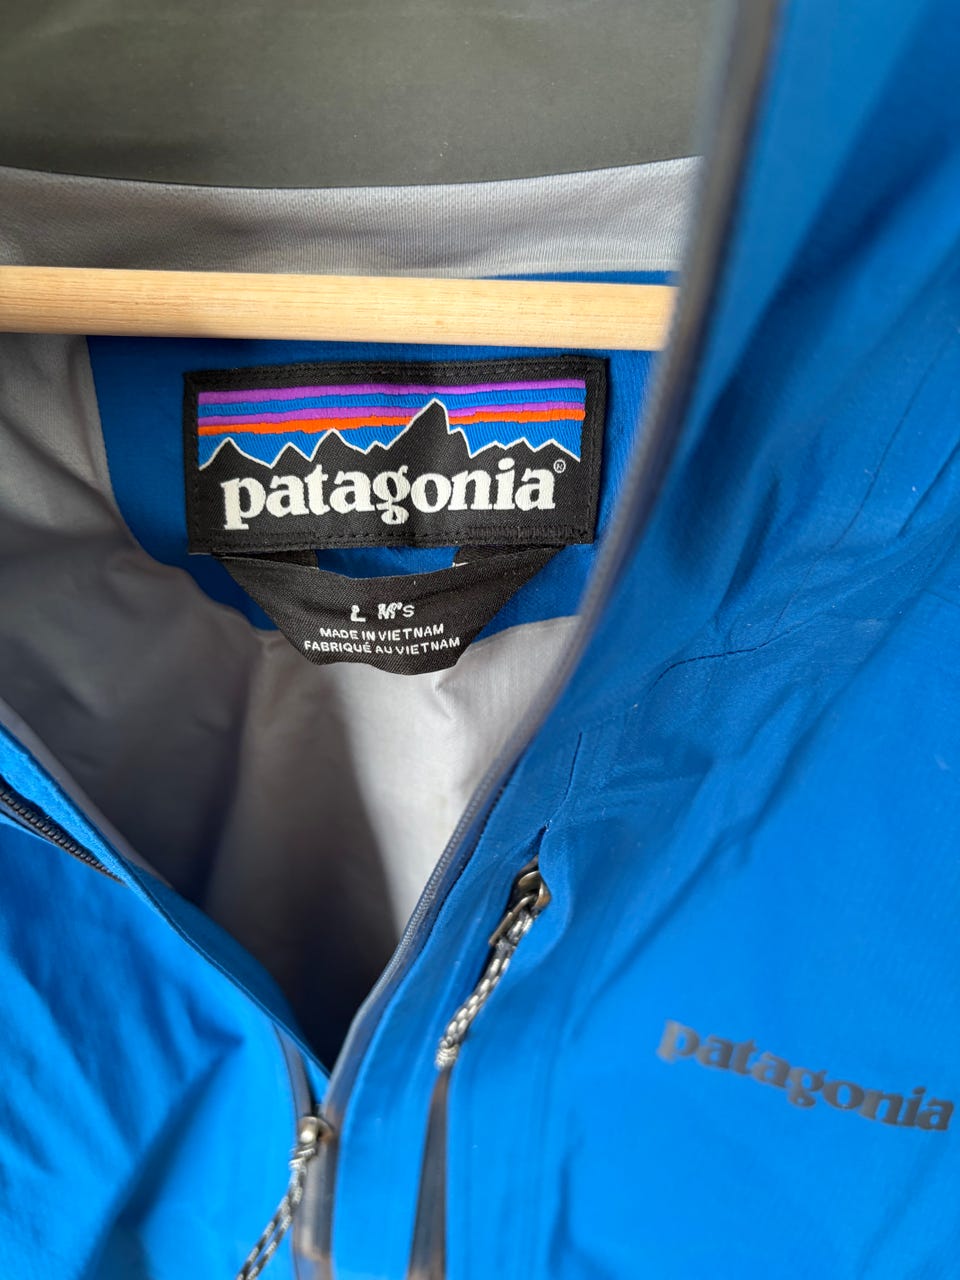 patagonia®
L M'S
MADE IN VIETNAM
FABRIQUÉ AU VIETNAM
patagonia